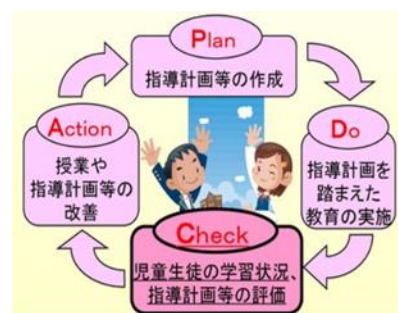 Plan
指導計画等の作成
Do
指導計画を
踏まえた
教育の実施
Check
児童生徒の学習状況、
指導計画等の評価
Action
授業や
指導計画等の
改善